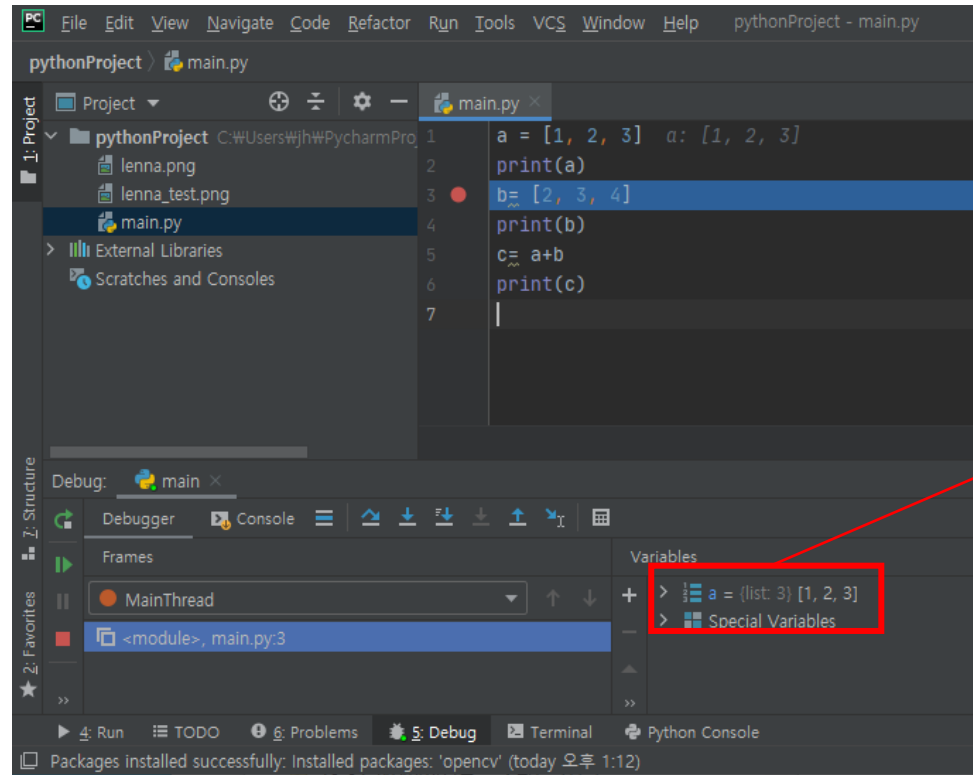 PC File Edit View Navigate Code Refactor Run Tools VCS Window Help pythonProject - main.py
pythonProject main.py
1: Project
Project
main.py
pythonProject C:₩Users₩jh₩PycharmPro
lenna.png
lenna_test.png
main.py
External Libraries
Scratches and Consoles
1 a = [1, 2, 3] a: [1, 2, 3]
2 print(a)
3 b= [2, 3, 4]
4 print(b)
5 c= a+b
6 print(c)
7
7: Structure
2: Favorites
Debug: main
Debugger Console
Frames
Variables
MainThread
<module>, main.py:3
a = {list: 3} [1, 2, 3]
Special Variables
4: Run TODO 6: Problems 5: Debug Terminal Python Console
Packages installed successfully: Installed packages: 'opencv' (today 오후 1:12)